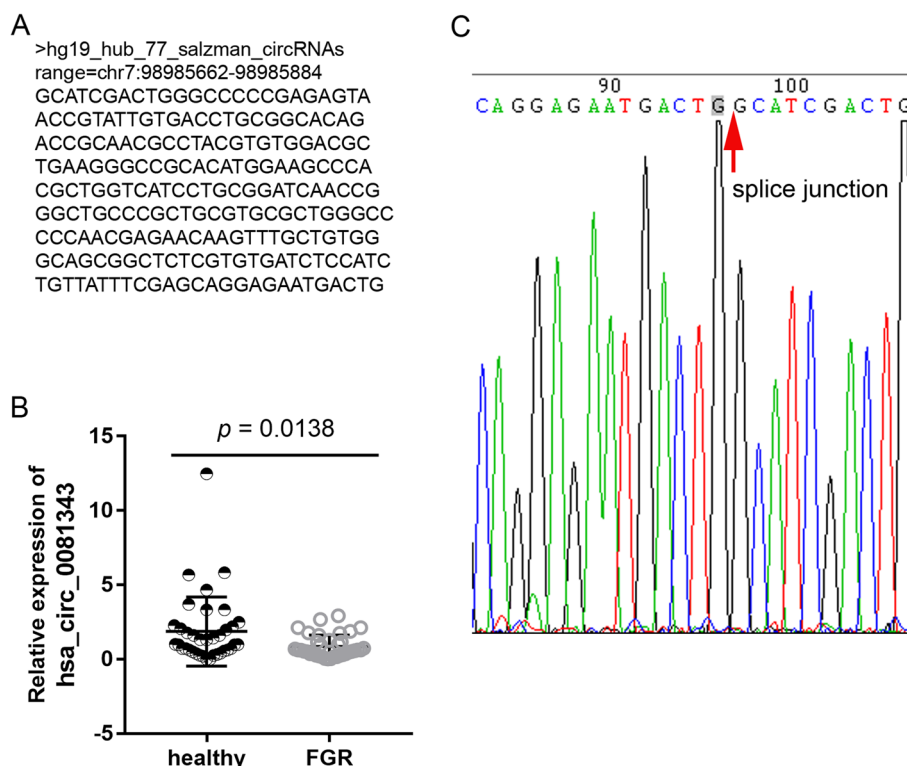 A
>hg19_hub_77_salzman_circRNAs
range=chr7:98985662-98985884
GCATCGACTGGGCCCCCGAGAGTA
ACCGTATTGTGACCTGCGGCACAG
ACCGCAACGCCTACGTGTGGACGC
TGAAGGGCCGCACATGGAAGCCCA
CGCTGGTCATCCTGCGGATCAACCG
GGCTGCCCGCTGCGTGCGCTGGGCC
CCCAACGAGAACAAGTTTGCTGTGG
GCAGCGGCTCTCGTGTGATCTCCATC
TGTTATTTCGAGCAGGAGAATGACTG
B
p = 0.0138
Relative expression of
hsa_circ_0081343
15
10
5
0
-5
healthy FGR
C
90 100
CAGGAGAATGACTGGCATCGACTG
splice junction